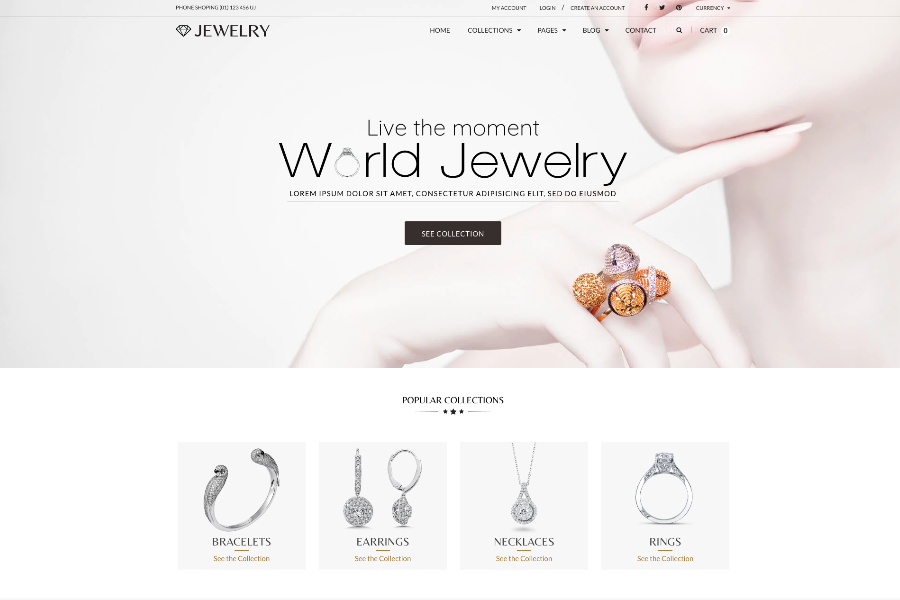 PHONE SHOPING (01) 123 456 UJ
MY ACCOUNT LOGIN / CREATE AN ACCOUNT CURRENCY
JEWELRY
HOME COLLECTIONS PAGES BLOG CONTACT CART 0
Live the moment
World Jewelry
LOREM IPSUM DOLOR SIT AMET, CONSECTETUR ADIPISICING ELIT, SED DO EIUSMOD
SEE COLLECTION
POPULAR COLLECTIONS
BRACELETS
See the Collection
EARRINGS
See the Collection
NECKLACES
See the Collection
RINGS
See the Collection